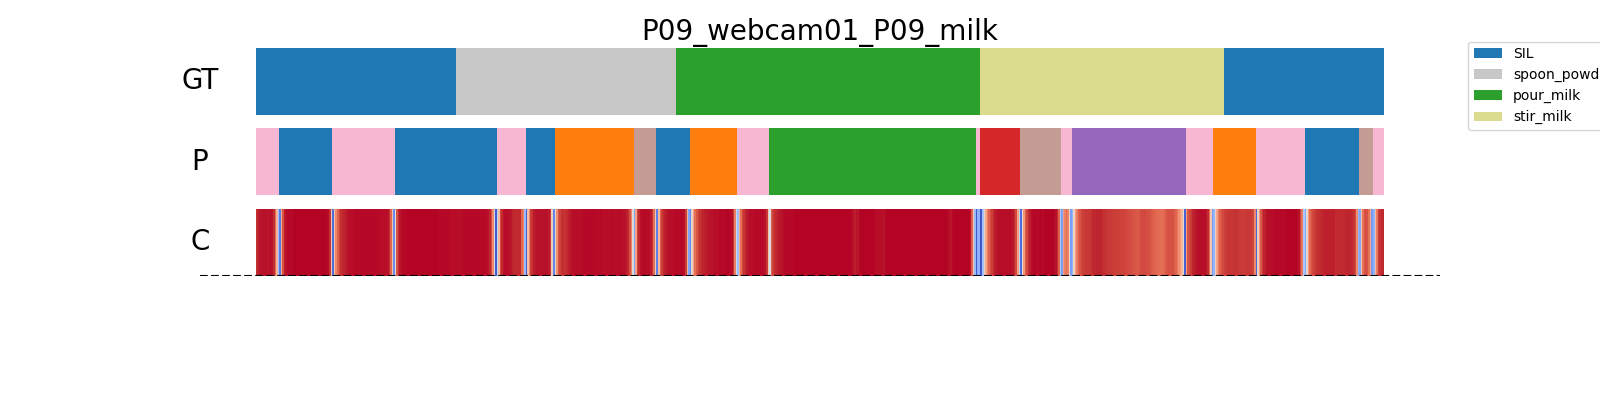 P09_webcam01_P09_milk
GT
P
C
SIL
spoon_powd
pour_milk
stir_milk